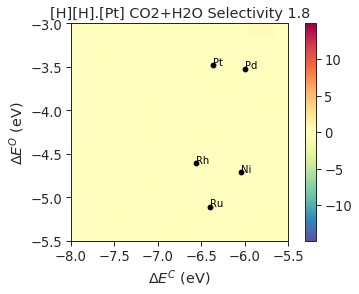 [H][H].[Pt] CO2+H2O Selectivity 1.8
−3.0
−3.5
−4.0
−4.5
−5.0
−5.5
ΔE^O (eV)
Pt
Pd
Rh
Ni
Ru
−8.0 −7.5 −7.0 −6.5 −6.0 −5.5
ΔE^C (eV)
10
5
0
−5
−10